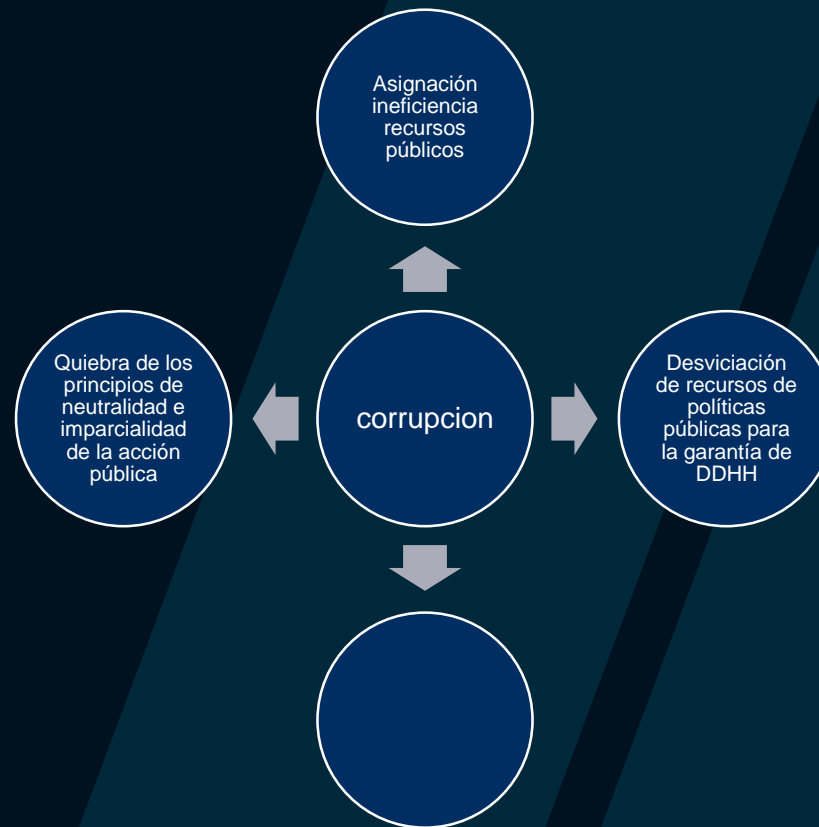 Asignación
ineficiencia
recursos
públicos
Quiebra de los
principios de
neutralidad e
imparcialidad
de la acción
pública
corrupcion
Desviciación
de recursos de
políticas
públicas para
la garantía de
DDHH